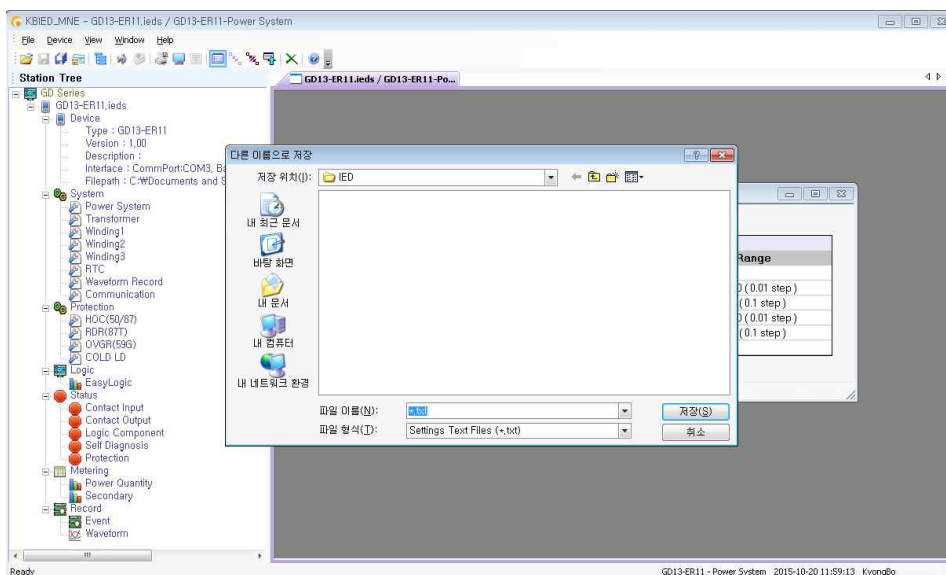 KBIED_MNE - GD13-ER11.ieds / GD13-ER11-Power System
File Device View Window Help
Station Tree
GD13-ER11.ieds / GD13-ER11-Po...
GD Series
GD13-ER11.ieds
Device
Type : GD13-ER11
Version : 1.00
Description :
Interface : CommPort:COM3, Ba
Filepath : C:\Documents and S
System
Power System
Transformer
Winding1
Winding2
Winding3
RTC
Waveform Record
Communication
Protection
HOC(50/87)
RDR(87T)
OVGR(59G)
COLD LD
Logic
EasyLogic
Status
Contact Input
Contact Output
Logic Component
Self Diagnosis
Protection
Metering
Power Quantity
Secondary
Record
Event
Waveform
다른 이름으로 저장
저장 위치(I):
IED
내 최근 문서
바탕 화면
내 문서
내 컴퓨터
내 네트워크 환경
파일 이름(N):
*.txt
저장(S)
파일 형식(T):
Settings Text Files (*.txt)
취소
Range
0 ( 0.01 step )
( 0.1 step )
0 ( 0.01 step )
( 0.1 step )
Ready
GD13-ER11 - Power System 2015-10-20 11:59:13 KyongBo